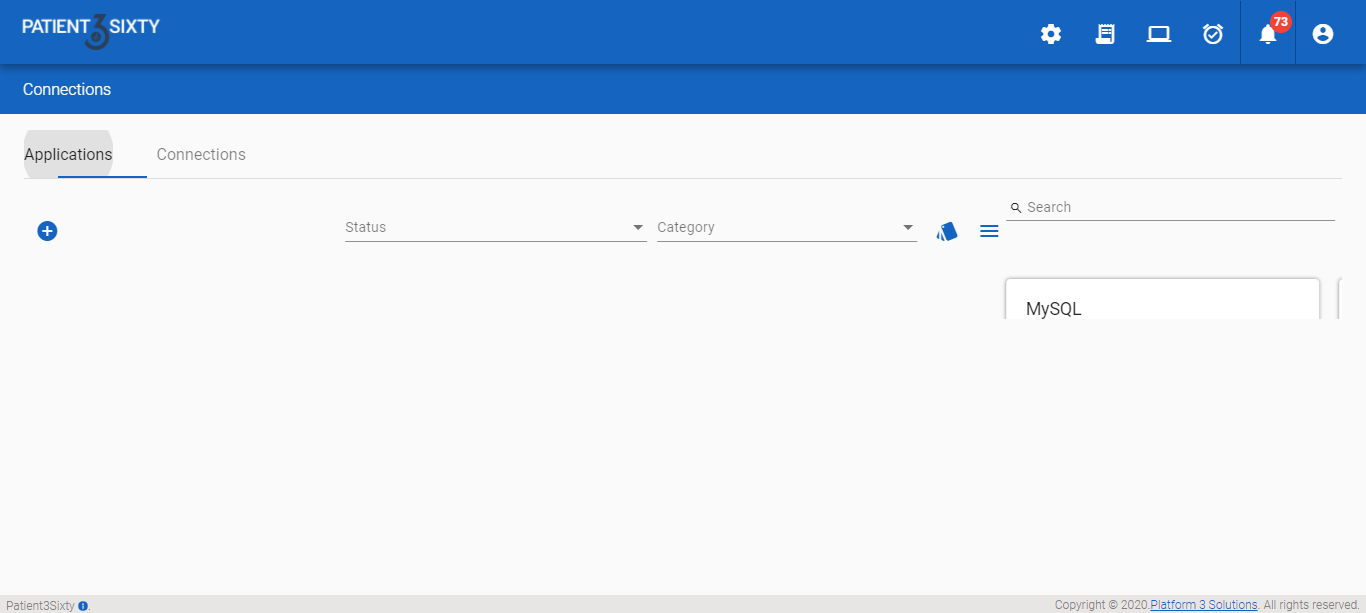 PATIENT3SIXTY
73
Connections
Applications
Connections
Search
Status
Category
MySQL
Patient3Sixty
Copyright © 2020.Platform 3 Solutions. All rights reserved.